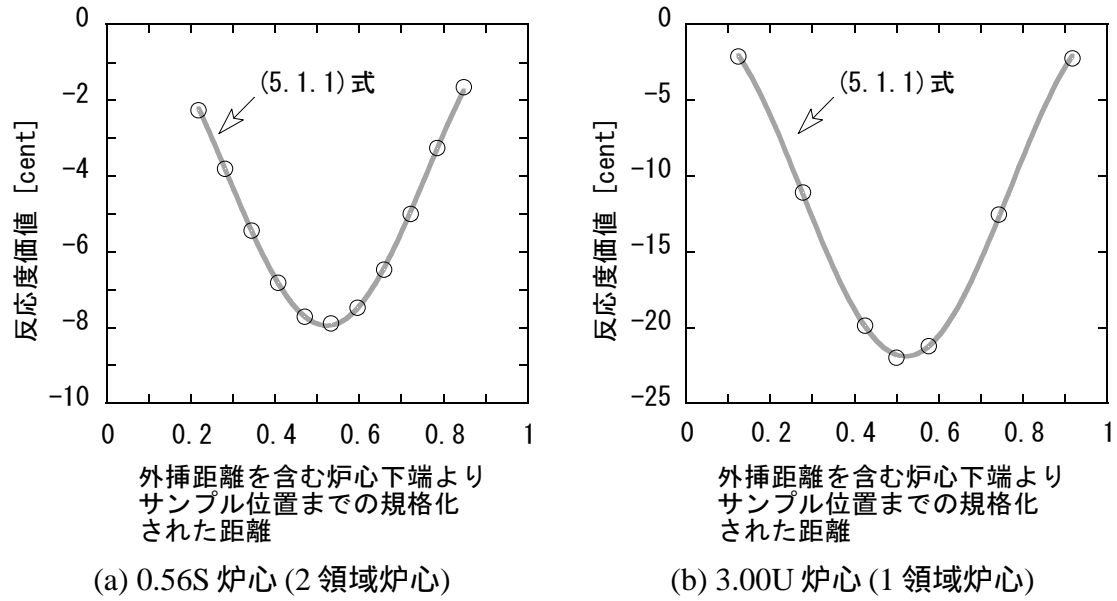 0
-2
-4
-6
-8
-10
反応度価値 [cent]
(5.1.1)式
0 0.2 0.4 0.6 0.8 1
外挿距離を含む炉心下端より
サンプル位置までの規格化
された距離
(a) 0.56S 炉心 (2 領域炉心)
0
-5
-10
-15
-20
-25
反応度価値 [cent]
(5.1.1)式
0 0.2 0.4 0.6 0.8 1
外挿距離を含む炉心下端より
サンプル位置までの規格化
された距離
(b) 3.00U 炉心 (1 領域炉心)